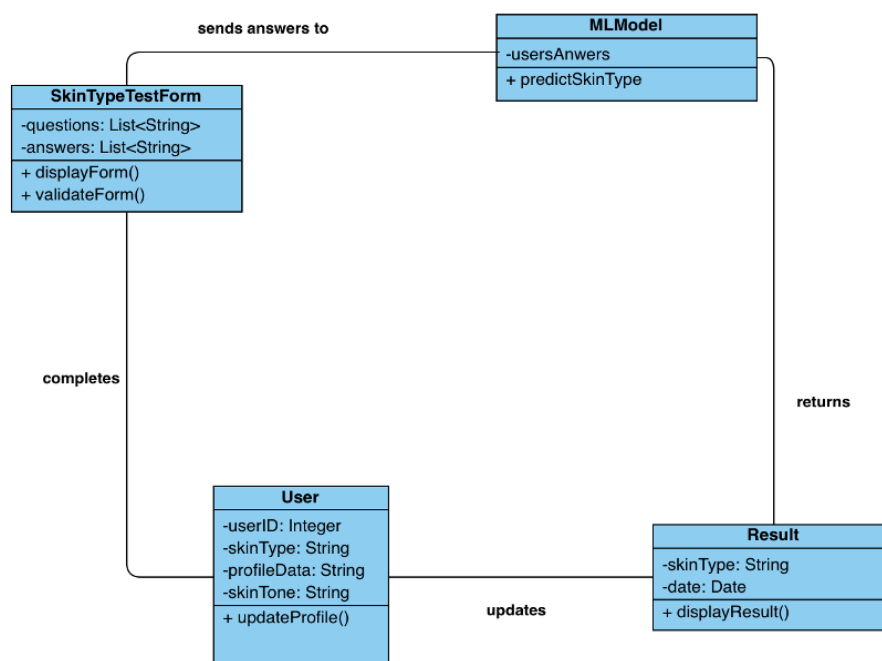 sends answers to
MLModel
-usersAnwers
+ predictSkinType
SkinTypeTestForm
-questions: List<String>
-answers: List<String>
+ displayForm()
+ validateForm()
completes
returns
User
-userID: Integer
-skinType: String
-profileData: String
-skinTone: String
+ updateProfile()
updates
Result
-skinType: String
-date: Date
+ displayResult()